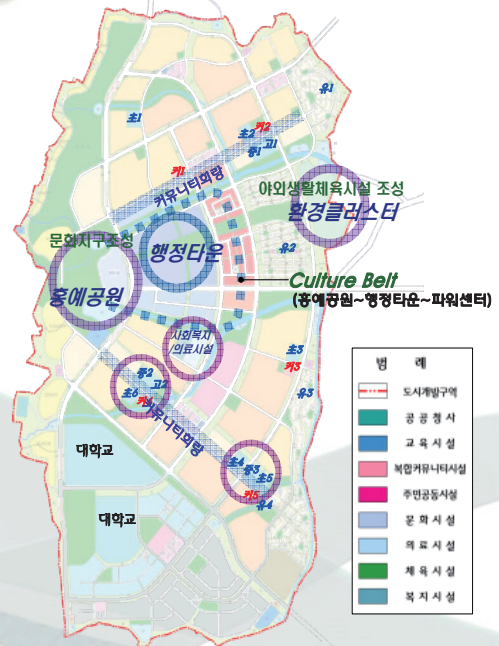 유1
초1
초2
커2
고1
중1
커1
커뮤니티회랑
야외생활체육시설 조성
환경클러스터
문화지구조성
행정타운
유2
홍예공원
Culture Belt
(홍예공원~행정타운~파워센터)
사회복지
/의료시설
초3
커3
유3
중2
고2
초6
커뮤니티회랑
대학교
초4
중3
초5
커5
유4
대학교
범 례
도시개발구역
공공청사
교육시설
복합커뮤니티시설
주민공동시설
문화시설
의료시설
체육시설
복지시설